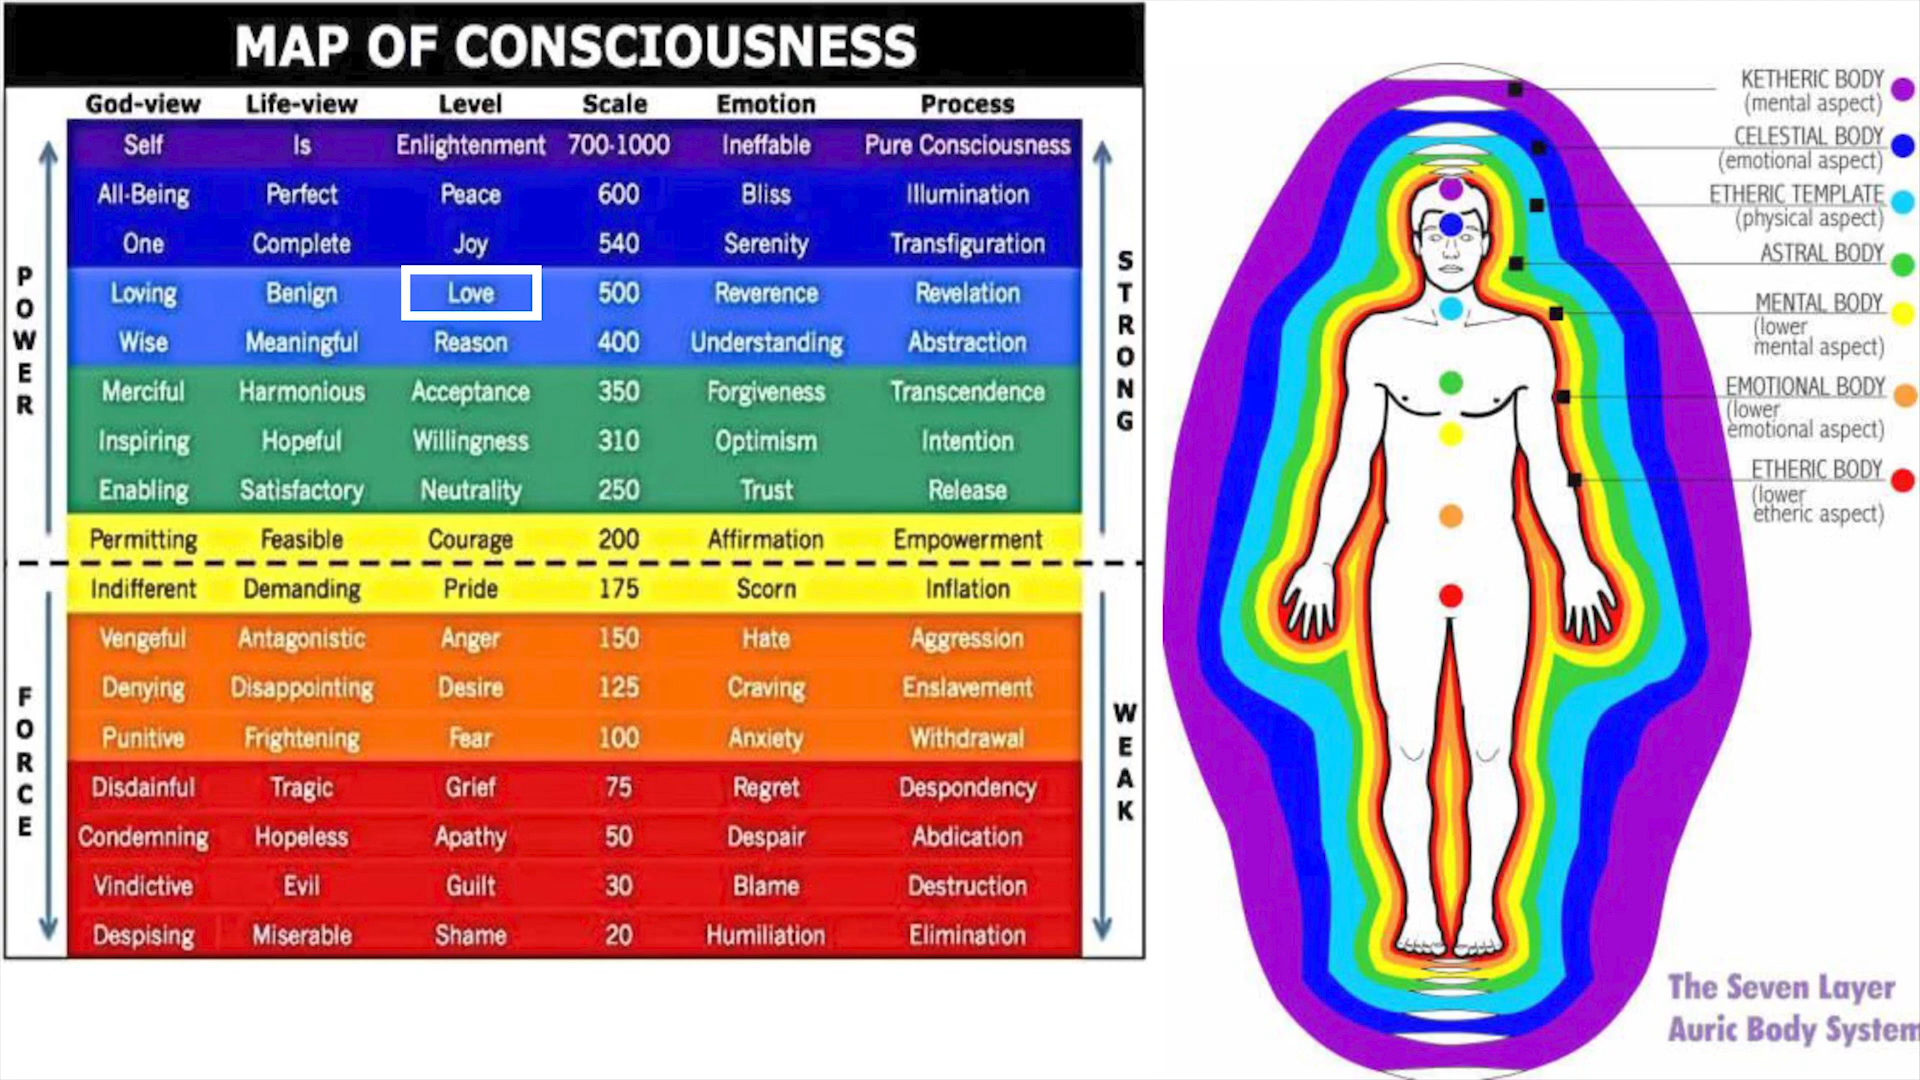 MAP OF CONSCIOUSNESS
God-view Life-view Level Scale Emotion Process
Self Is Enlightenment 700-1000 Ineffable Pure Consciousness
All-Being Perfect Peace 600 Bliss Illumination
One Complete Joy 540 Serenity Transfiguration
Loving Benign Love 500 Reverence Revelation
Wise Meaningful Reason 400 Understanding Abstraction
Merciful Harmonious Acceptance 350 Forgiveness Transcendence
Inspiring Hopeful Willingness 310 Optimism Intention
Enabling Satisfactory Neutrality 250 Trust Release
Permitting Feasible Courage 200 Affirmation Empowerment
Indifferent Demanding Pride 175 Scorn Inflation
Vengeful Antagonistic Anger 150 Hate Aggression
Denying Disappointing Desire 125 Craving Enslavement
Punitive Frightening Fear 100 Anxiety Withdrawal
Disdainful Tragic Grief 75 Regret Despondency
Condemning Hopeless Apathy 50 Despair Abdication
Vindictive Evil Guilt 30 Blame Destruction
Despising Miserable Shame 20 Humiliation Elimination
POWER
FORCE
STRONG
WEAK
KETHERIC BODY
(mental aspect)
CELESTIAL BODY
(emotional aspect)
ETHERIC TEMPLATE
(physical aspect)
ASTRAL BODY
MENTAL BODY
(lower
mental aspect)
EMOTIONAL BODY
(lower
emotional aspect)
ETHERIC BODY
(lower
etheric aspect)
The Seven Layer
Auric Body System